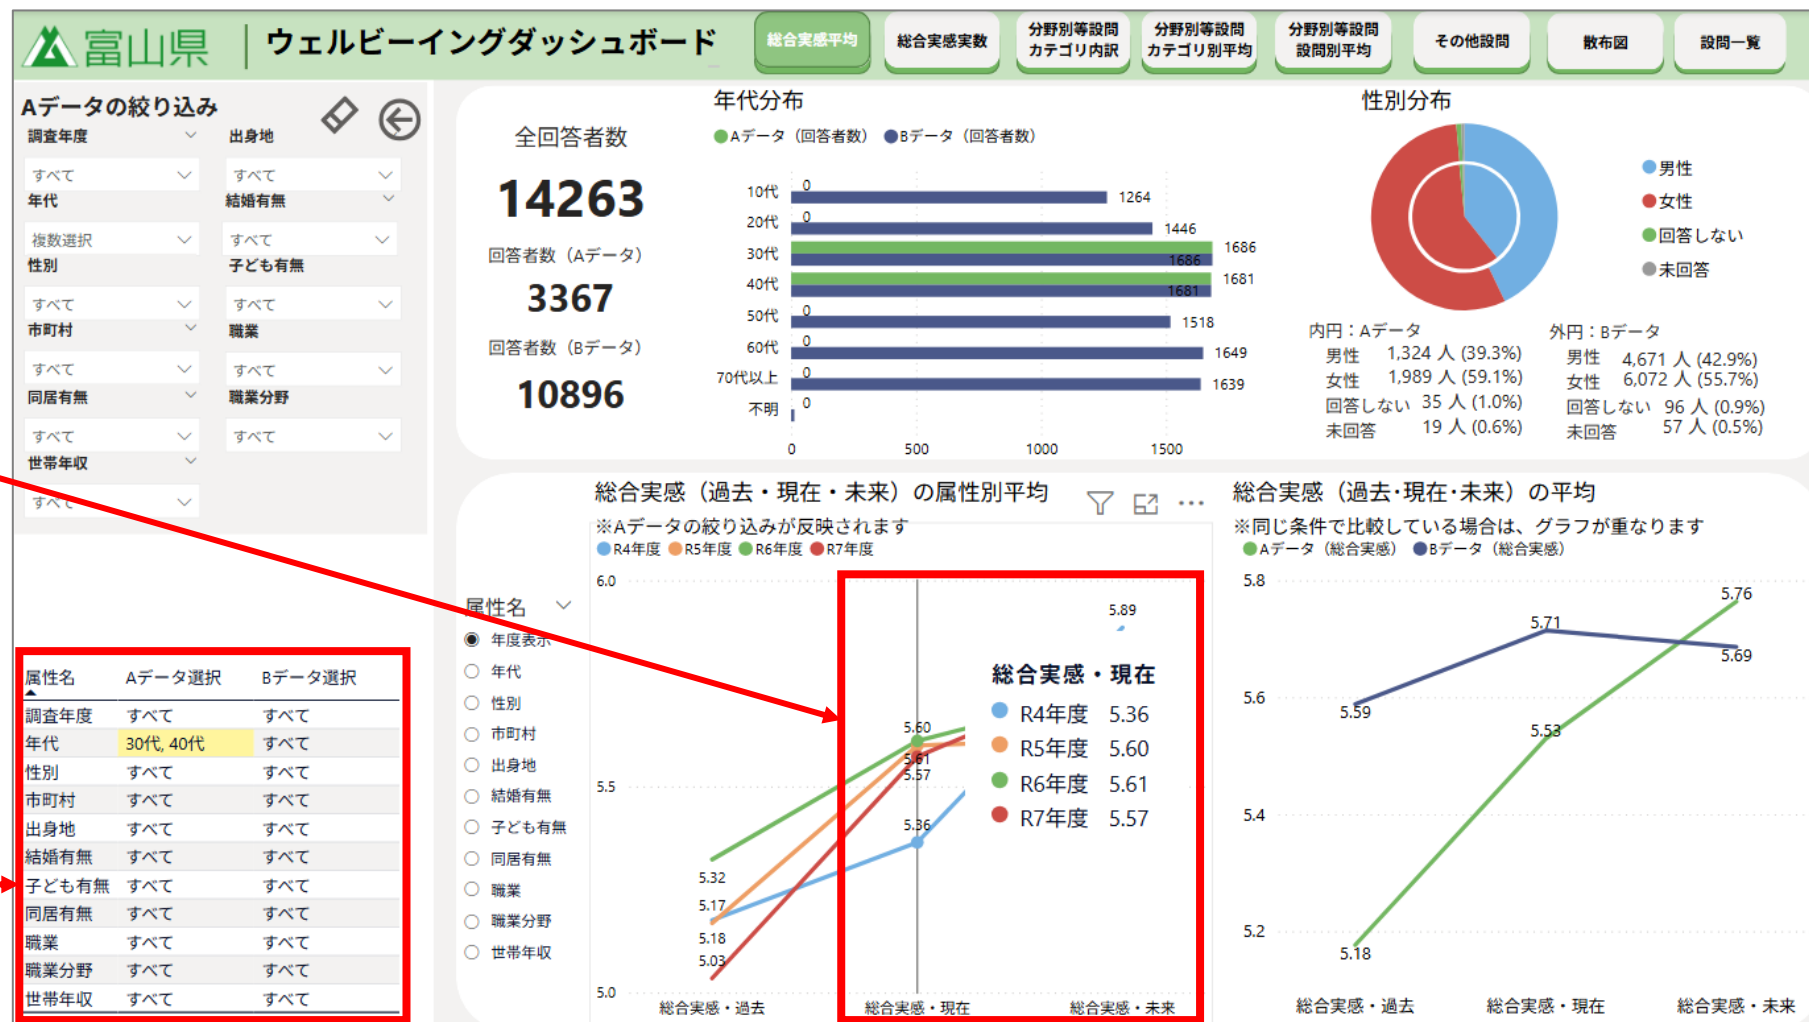 富山県
ウェルビーイングダッシュボード
総合実感平均
総合実感実数
分野別等設問
カテゴリ内訳
分野別等設問
カテゴリ別平均
分野別等設問
設問別平均
その他設問
散布図
設問一覧
Aデータの絞り込み
調査年度
出身地
すべて
すべて
年代
結婚有無
複数選択
すべて
性別
子ども有無
すべて
すべて
市町村
職業
すべて
すべて
同居有無
職業分野
すべて
すべて
世帯年収
すべて
属性名 Aデータ選択 Bデータ選択
調査年度 すべて すべて
年代 30代, 40代 すべて
性別 すべて すべて
市町村 すべて すべて
出身地 すべて すべて
結婚有無 すべて すべて
子ども有無 すべて すべて
同居有無 すべて すべて
職業 すべて すべて
職業分野 すべて すべて
世帯年収 すべて すべて
全回答者数
14263
回答者数（Aデータ）
3367
回答者数（Bデータ）
10896
年代分布
Aデータ（回答者数） Bデータ（回答者数）
10代 0 1264
20代 0 1446
30代 1686 1686
40代 1681 1681
50代 0 1518
60代 0 1649
70代以上 0 1639
不明 0
0 500 1000 1500
性別分布
男性
女性
回答しない
未回答
内円：Aデータ
男性 1,324 人 (39.3%)
女性 1,989 人 (59.1%)
回答しない 35 人 (1.0%)
未回答 19 人 (0.6%)
外円：Bデータ
男性 4,671 人 (42.9%)
女性 6,072 人 (55.7%)
回答しない 96 人 (0.9%)
未回答 57 人 (0.5%)
総合実感（過去・現在・未来）の属性別平均
※Aデータの絞り込みが反映されます
R4年度 R5年度 R6年度 R7年度
属性名
年度表示
年代
性別
市町村
出身地
結婚有無
子ども有無
同居有無
職業
職業分野
世帯年収
6.0
5.5
5.0
5.89
5.60
5.61
5.57
5.36
5.32
5.17
5.18
5.03
総合実感・現在
R4年度 5.36
R5年度 5.60
R6年度 5.61
R7年度 5.57
総合実感・過去 総合実感・現在 総合実感・未来
総合実感（過去･現在･未来）の平均
※同じ条件で比較している場合は、グラフが重なります
Aデータ（総合実感） Bデータ（総合実感）
5.8
5.6
5.4
5.2
5.76
5.71
5.69
5.59
5.53
5.18
総合実感・過去 総合実感・現在 総合実感・未来